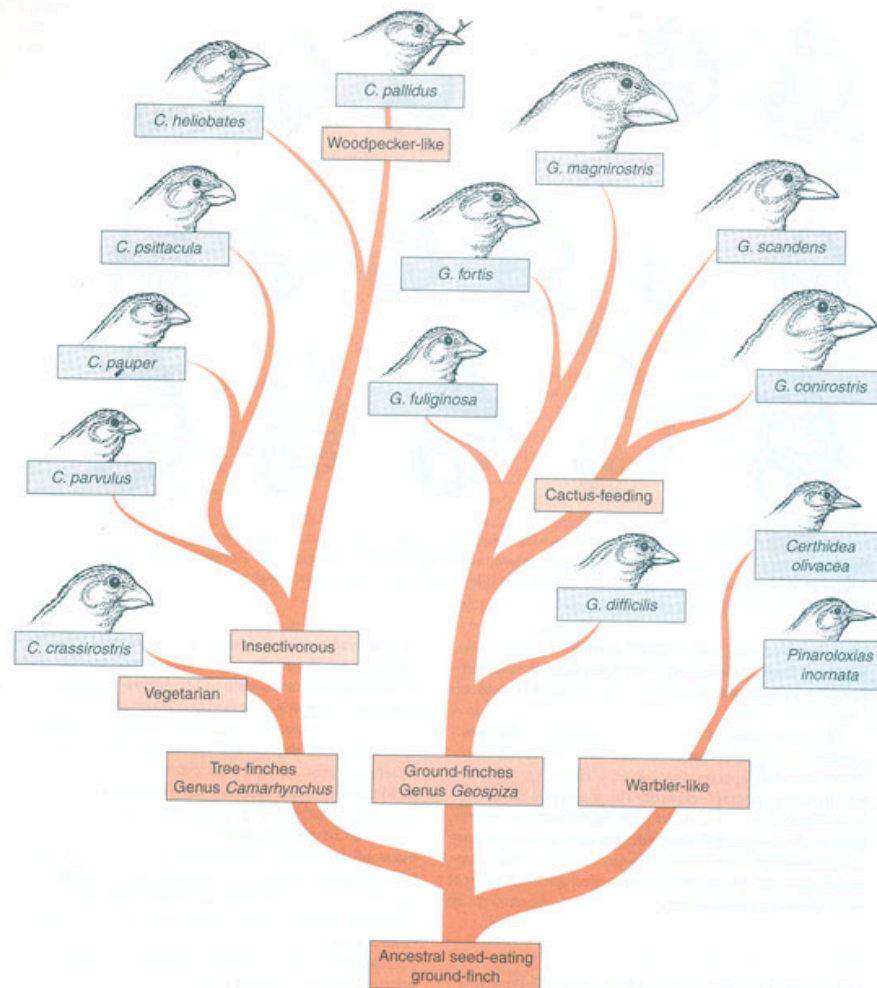 C. pallidus
C. heliobates
Woodpecker-like
G. magnirostris
C. psittacula
G. fortis
G. scandens
C. pauper
G. fuliginosa
G. conirostris
C. parvulus
Cactus-feeding
Certhidea
olivacea
G. difficilis
C. crassirostris
Insectivorous
Pinaroloxias
inornata
Vegetarian
Tree-finches
Genus Camarhynchus
Ground-finches
Genus Geospiza
Warbler-like
Ancestral seed-eating
ground-finch